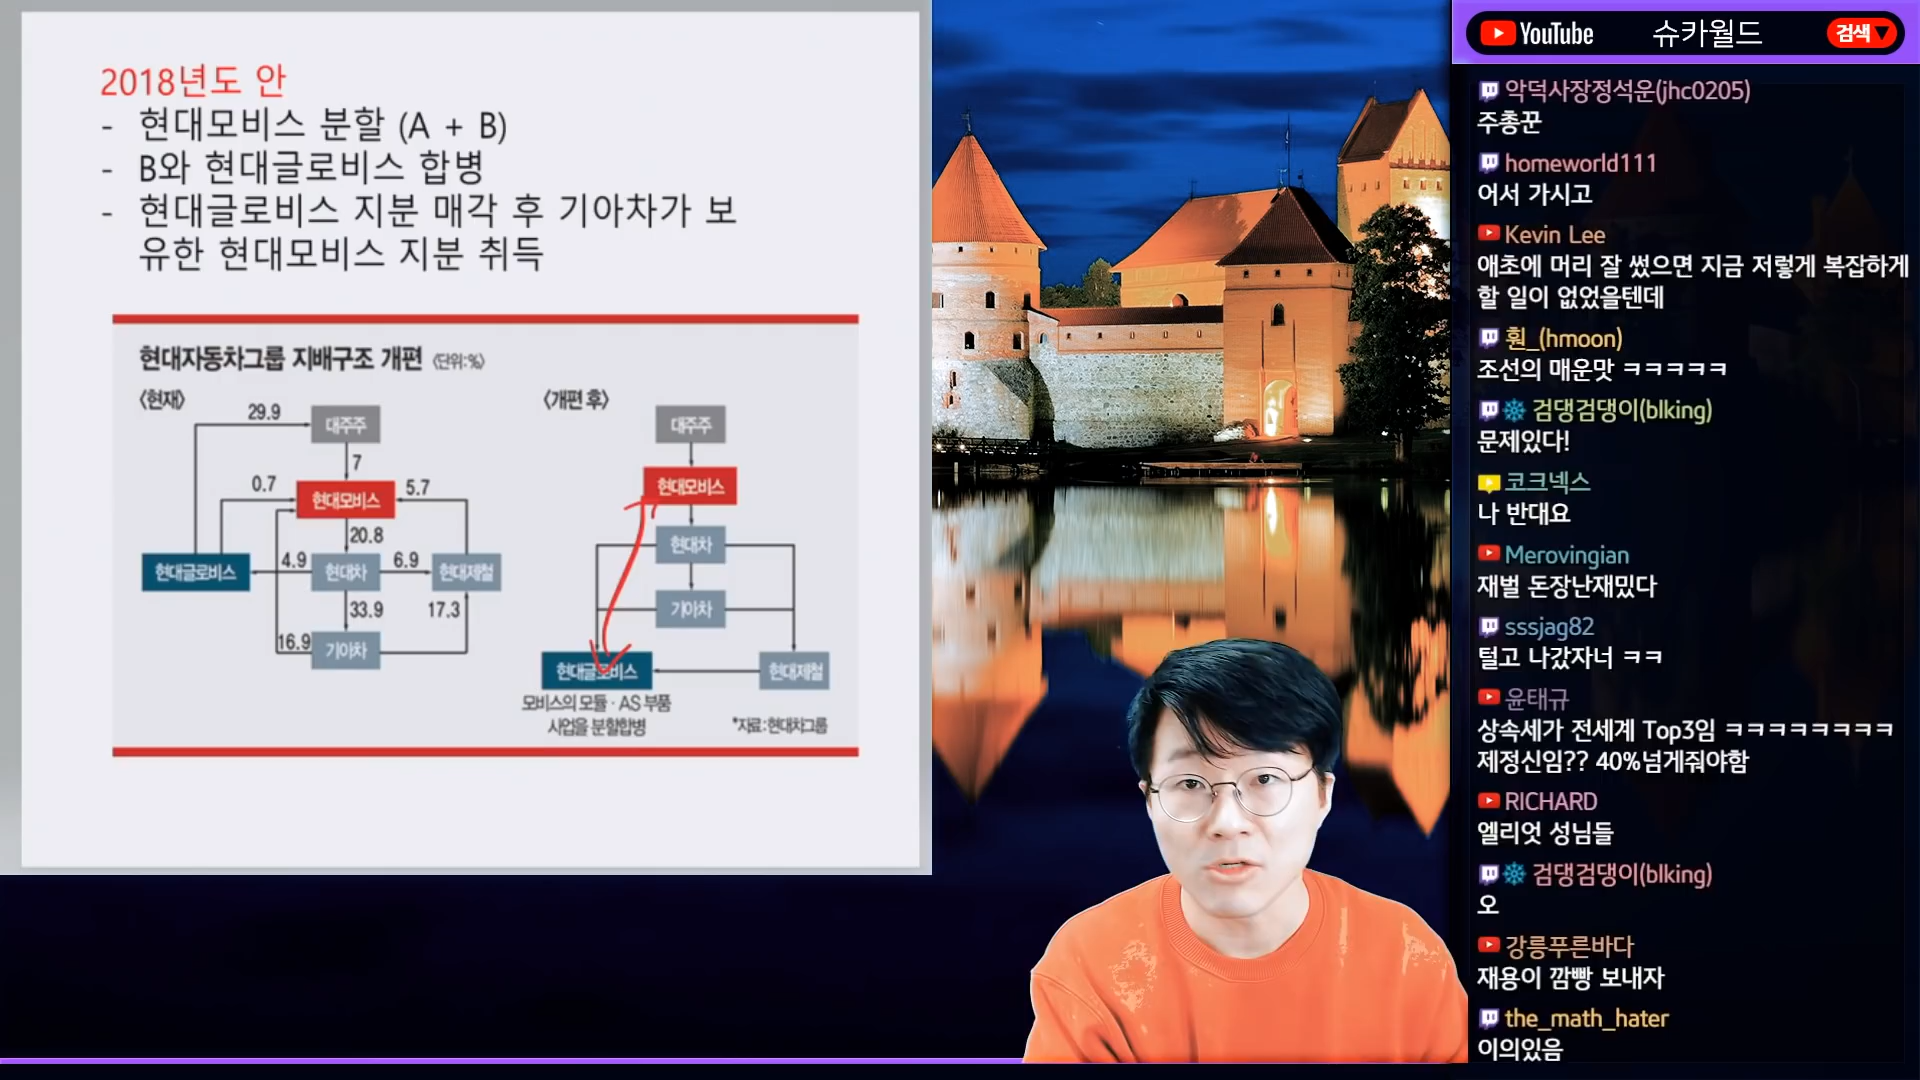 2018년도 안
- 현대모비스 분할 (A + B)
- B와 현대글로비스 합병
- 현대글로비스 지분 매각 후 기아차가 보
유한 현대모비스 지분 취득
현대자동차그룹 지배구조 개편 〈단위:%〉
〈현재〉
29.9
대주주
7
0.7
현대모비스
5.7
20.8
현대글로비스
4.9
현대차
6.9
현대제철
33.9
17.3
16.9
기아차
〈개편 후〉
대주주
현대모비스
현대차
기아차
현대글로비스
현대제철
모비스의 모듈·AS 부품
사업을 분할합병
*자료:현대차그룹
YouTube 슈카월드 검색▼
악덕사장정석운(jhc0205)
주총꾼
homeworld111
어서 가시고
Kevin Lee
애초에 머리 잘 썼으면 지금 저렇게 복잡하게
할 일이 없었을텐데
훤_(hmoon)
조선의 매운맛 ㅋㅋㅋㅋㅋ
검댕검댕이(blking)
문제있다!
코크넥스
나 반대요
Merovingian
재벌 돈장난재밌다
sssjag82
털고 나갔자너 ㅋㅋ
윤태규
상속세가 전세계 Top3임 ㅋㅋㅋㅋㅋㅋㅋㅋ
제정신임?? 40%넘게줘야함
RICHARD
엘리엇 성님들
검댕검댕이(blking)
오
강릉푸른바다
재용이 깜빵 보내자
the_math_hater
이의있음